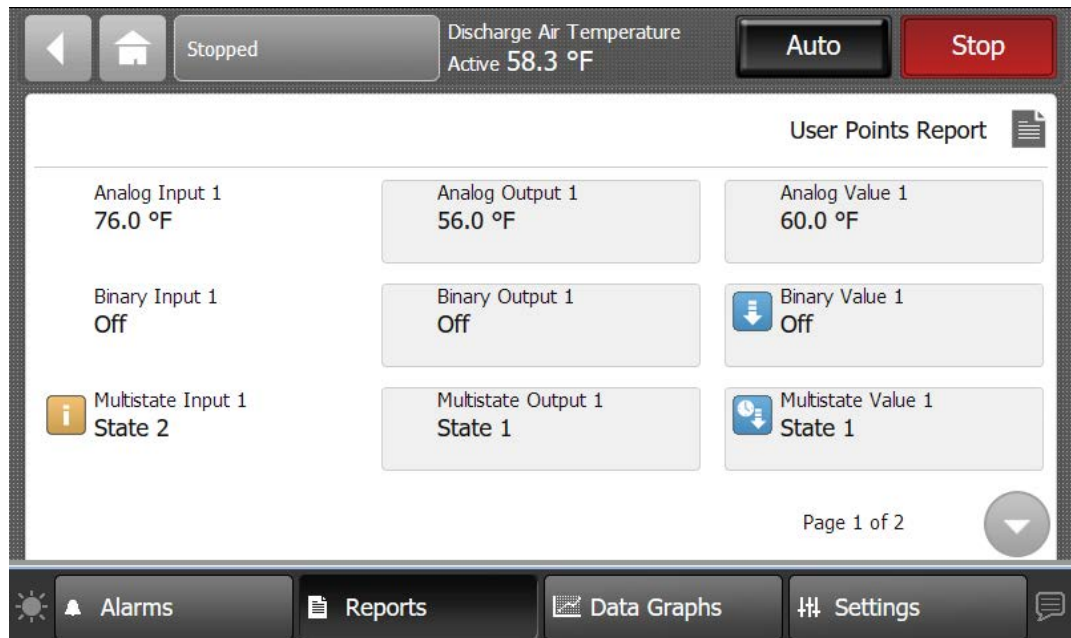 Stopped
Discharge Air Temperature
Active 58.3 °F
Auto
Stop
User Points Report
Analog Input 1
76.0 °F
Analog Output 1
56.0 °F
Analog Value 1
60.0 °F
Binary Input 1
Off
Binary Output 1
Off
Binary Value 1
Off
i
Multistate Input 1
State 2
Multistate Output 1
State 1
Multistate Value 1
State 1
Page 1 of 2
Alarms
Reports
Data Graphs
Settings